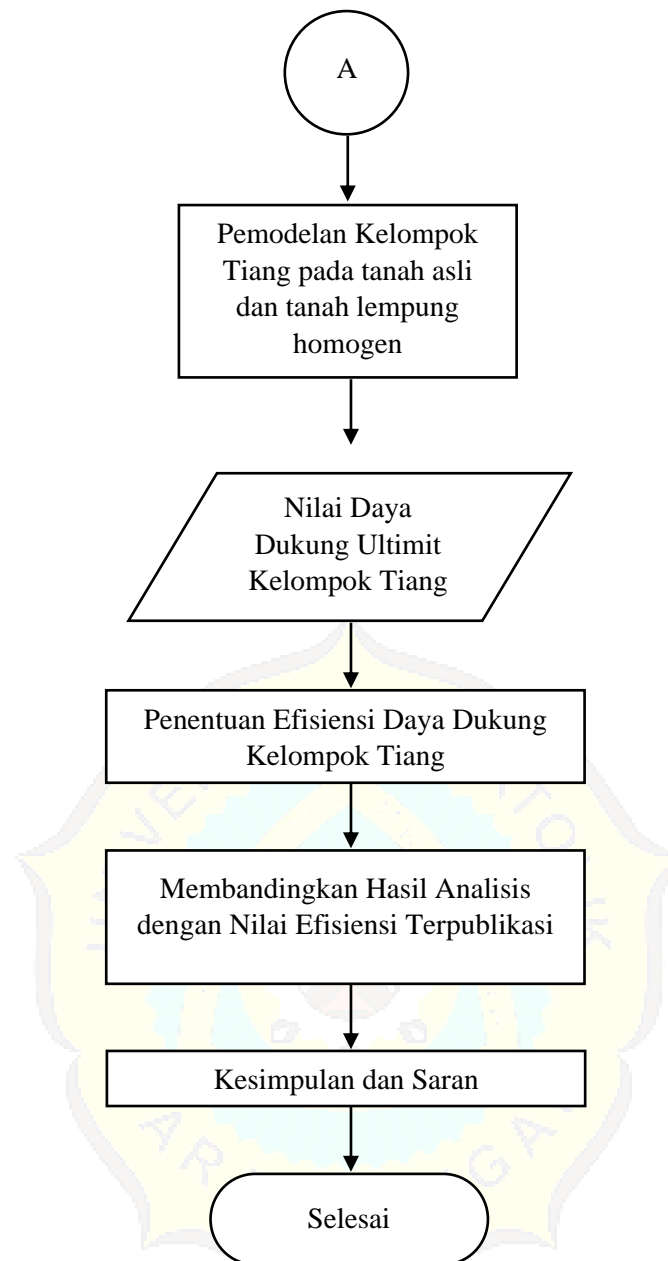 A
Pemodelan Kelompok
Tiang pada tanah asli
dan tanah lempung
homogen
Nilai Daya
Dukung Ultimit
Kelompok Tiang
Penentuan Efisiensi Daya Dukung
Kelompok Tiang
Membandingkan Hasil Analisis
dengan Nilai Efisiensi Terpublikasi
Kesimpulan dan Saran
Selesai